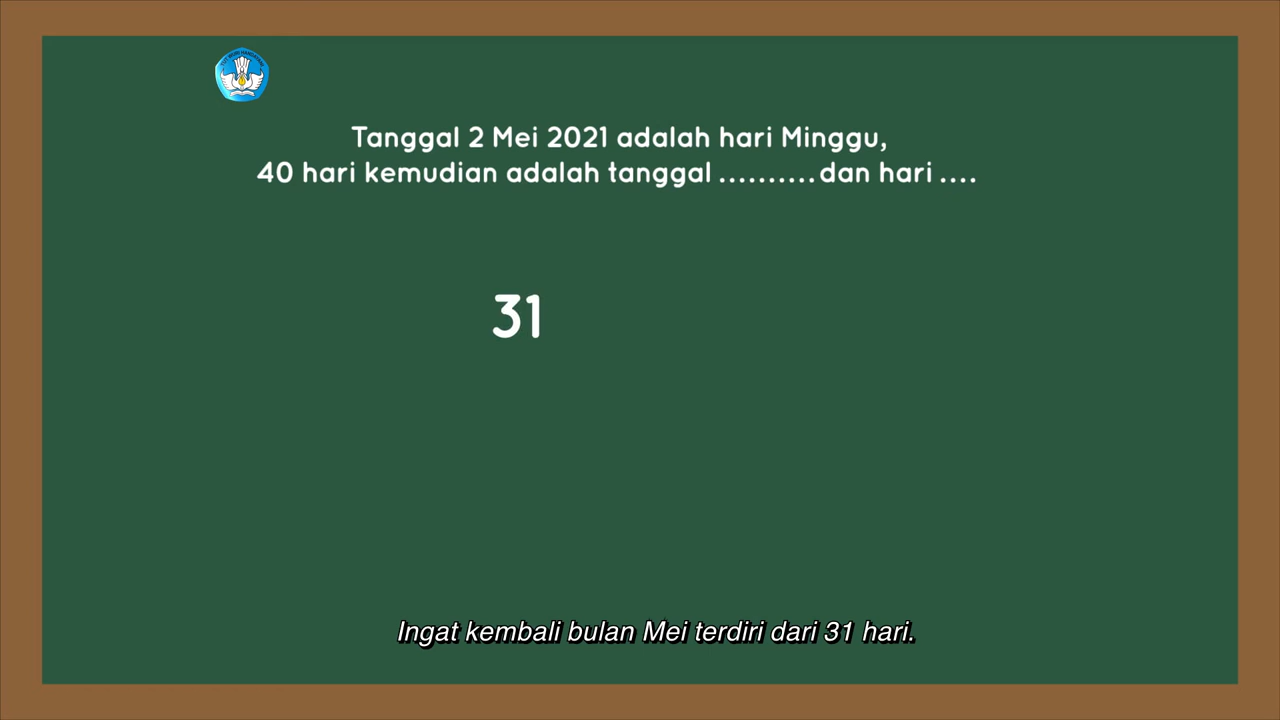 Tanggal 2 Mei 2021 adalah hari Minggu,
40 hari kemudian adalah tanggal ..........dan hari ....
31
Ingat kembali bulan Mei terdiri dari 31 hari.